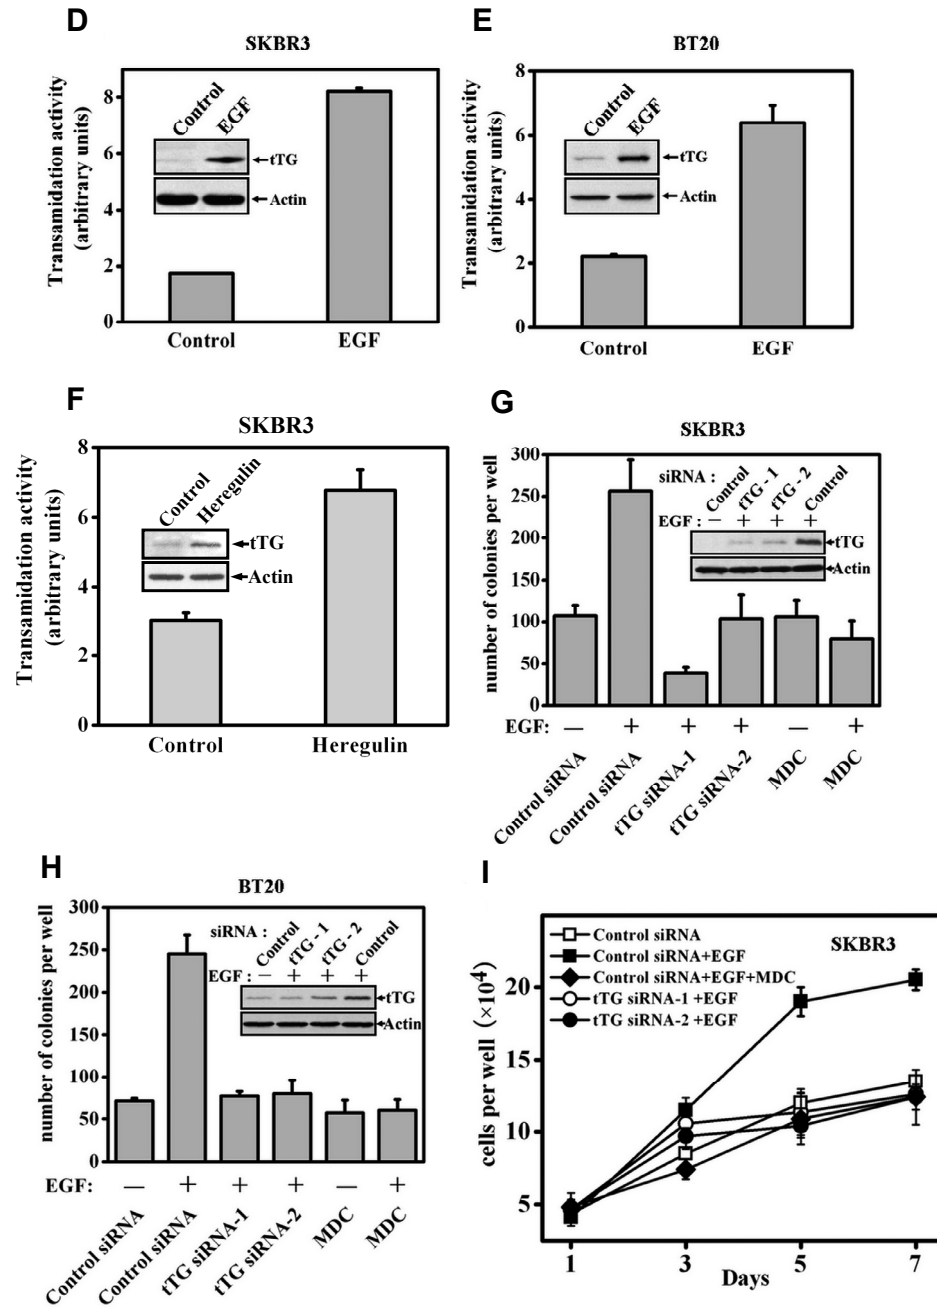 D
SKBR3
Transamidation activity
(arbitrary units)
8
6
4
2
0
Control
EGF
tTG
Actin
Control
EGF
E
BT20
Transamidation activity
(arbitrary units)
8
6
4
2
0
Control
EGF
tTG
Actin
Control
EGF
F
SKBR3
Transamidation activity
(arbitrary units)
8
6
4
2
0
Control
Heregulin
tTG
Actin
Control
Heregulin
G
SKBR3
number of colonies per well
300
250
200
150
100
50
0
siRNA :
Control
tTG - 1
tTG - 2
Control
EGF : — + + +
tTG
Actin
EGF: — + + + — +
Control siRNA
Control siRNA
tTG siRNA-1
tTG siRNA-2
MDC
MDC
H
BT20
number of colonies per well
300
250
200
150
100
50
0
siRNA :
Control
tTG - 1
tTG - 2
Control
EGF : — + + +
tTG
Actin
EGF: — + + + — +
Control siRNA
Control siRNA
tTG siRNA-1
tTG siRNA-2
MDC
MDC
I
SKBR3
Control siRNA
Control siRNA+EGF
Control siRNA+EGF+MDC
tTG siRNA-1 +EGF
tTG siRNA-2 +EGF
cells per well (×10⁴)
20
15
10
5
1 3 5 7
Days